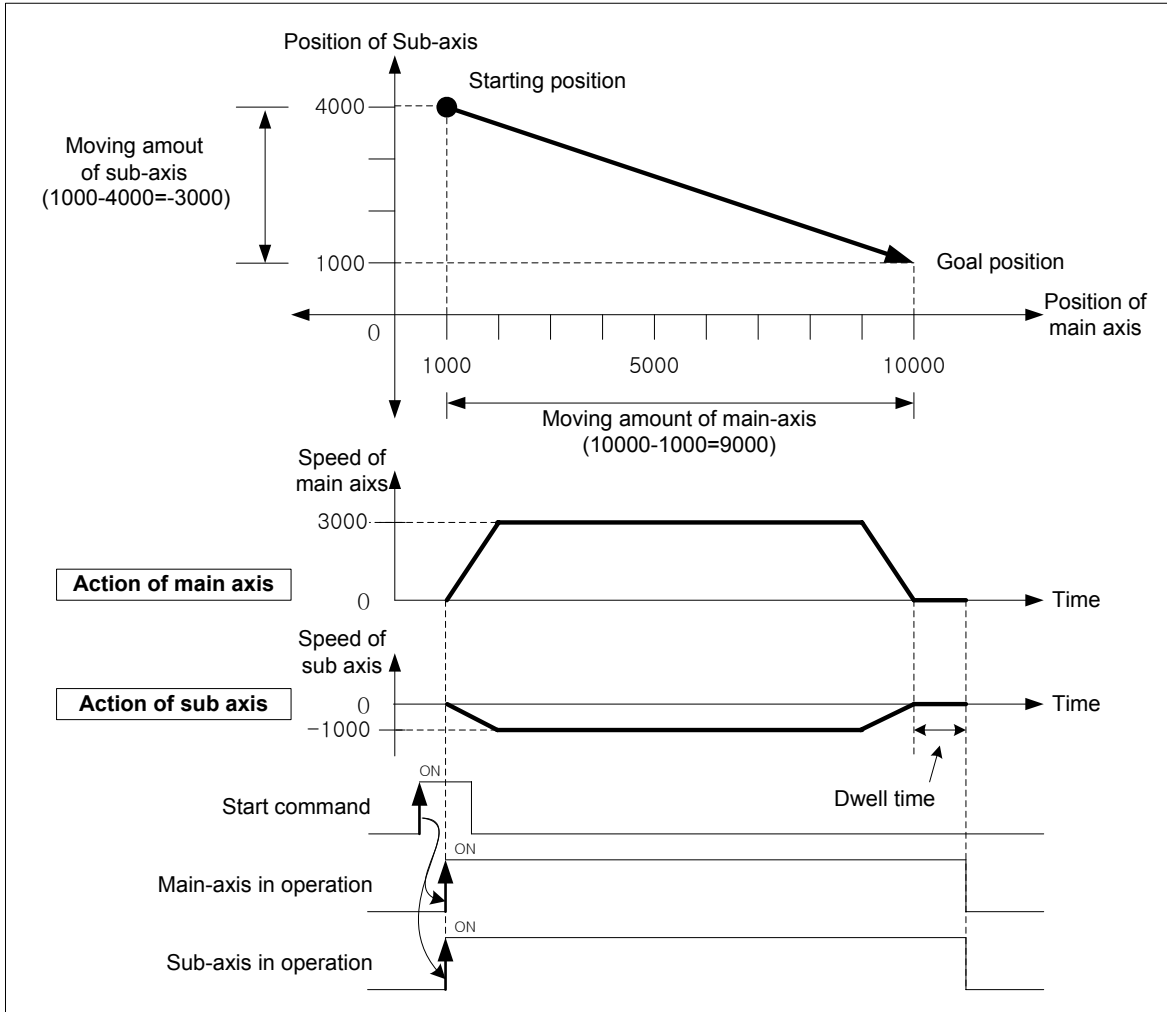 Position of Sub-axis
Starting position
4000
Moving amout
of sub-axis
(1000-4000=-3000)
1000
Goal position
Position of
main axis
0
1000
5000
10000
Moving amount of main-axis
(10000-1000=9000)
Speed of
main aixs
3000
Action of main axis
0
Time
Speed of
sub axis
Action of sub axis
0
Time
-1000
ON
Dwell time
Start command
ON
Main-axis in operation
ON
Sub-axis in operation